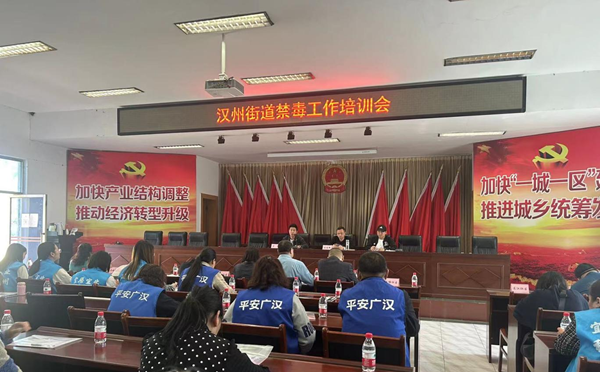 汉州街道禁毒工作培训会
加快产业结构调整
推动经济转型升级
加快“一城一区”
推进城乡统筹发
平安广汉
平安广汉
平安广汉